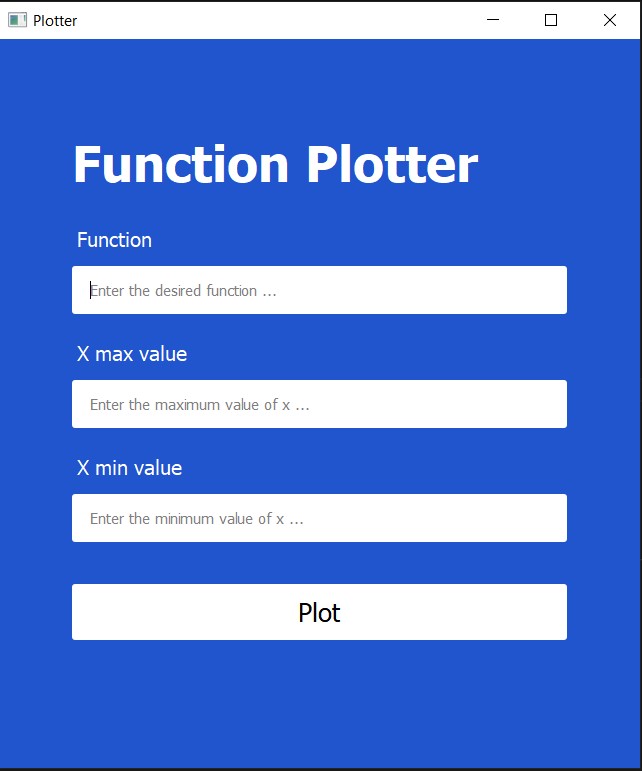 Plotter
Function Plotter
Function
Enter the desired function ...
X max value
Enter the maximum value of x ...
X min value
Enter the minimum value of x ...
Plot